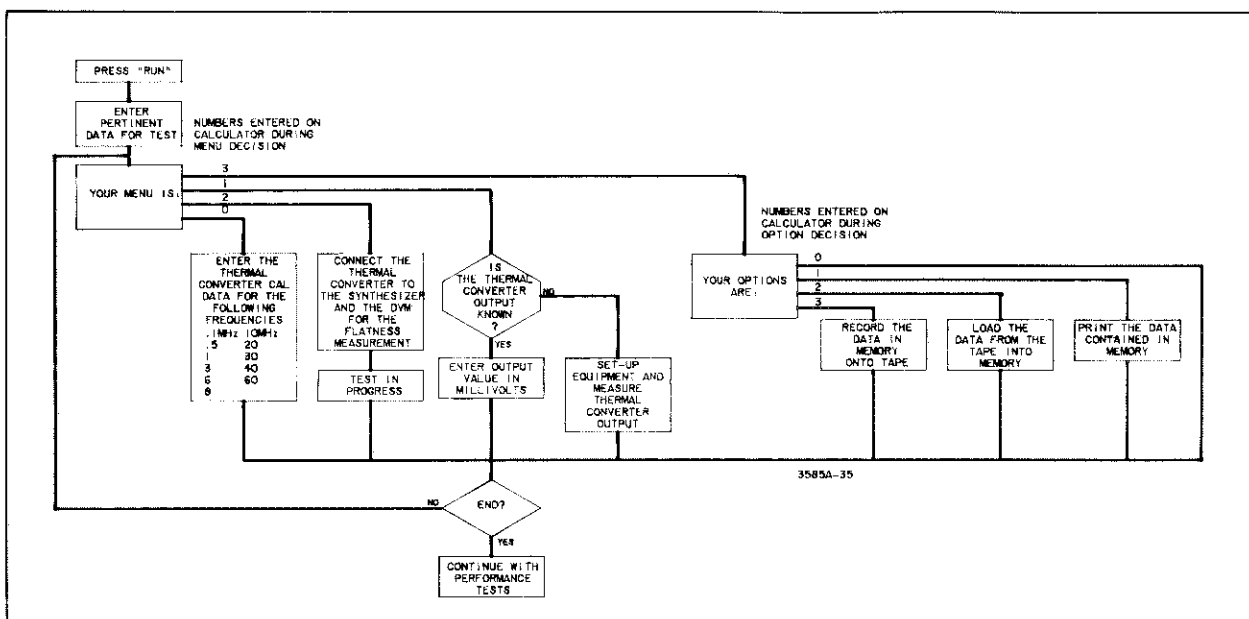 PRESS "RUN"
ENTER
PERTINENT
DATA FOR TEST
NUMBERS ENTERED ON
CALCULATOR DURING
MENU DECISION
YOUR MENU IS:
3
1
2
0
ENTER THE
THERMAL
CONVERTER CAL
DATA FOR THE
FOLLOWING
FREQUENCIES
.1MHz 10MHz
.5 20
1 30
3 40
6 60
8
CONNECT THE
THERMAL
CONVERTER TO
THE SYNTHESIZER
AND THE DVM
FOR THE
FLATNESS
MEASUREMENT
TEST IN
PROGRESS
IS
THE THERMAL
CONVERTER
OUTPUT
KNOWN
?
NO
YES
ENTER OUTPUT
VALUE IN
MILLIVOLTS
SET-UP
EQUIPMENT AND
MEASURE
THERMAL
CONVERTER
OUTPUT
NUMBERS ENTERED ON
CALCULATOR DURING
OPTION DECISION
YOUR OPTIONS
ARE:
0
1
2
3
RECORD THE
DATA IN
MEMORY
ONTO TAPE
LOAD THE
DATA FROM THE
TAPE INTO
MEMORY
PRINT THE DATA
CONTAINED IN
MEMORY
3585A-35
NO
END?
YES
CONTINUE WITH
PERFORMANCE
TESTS